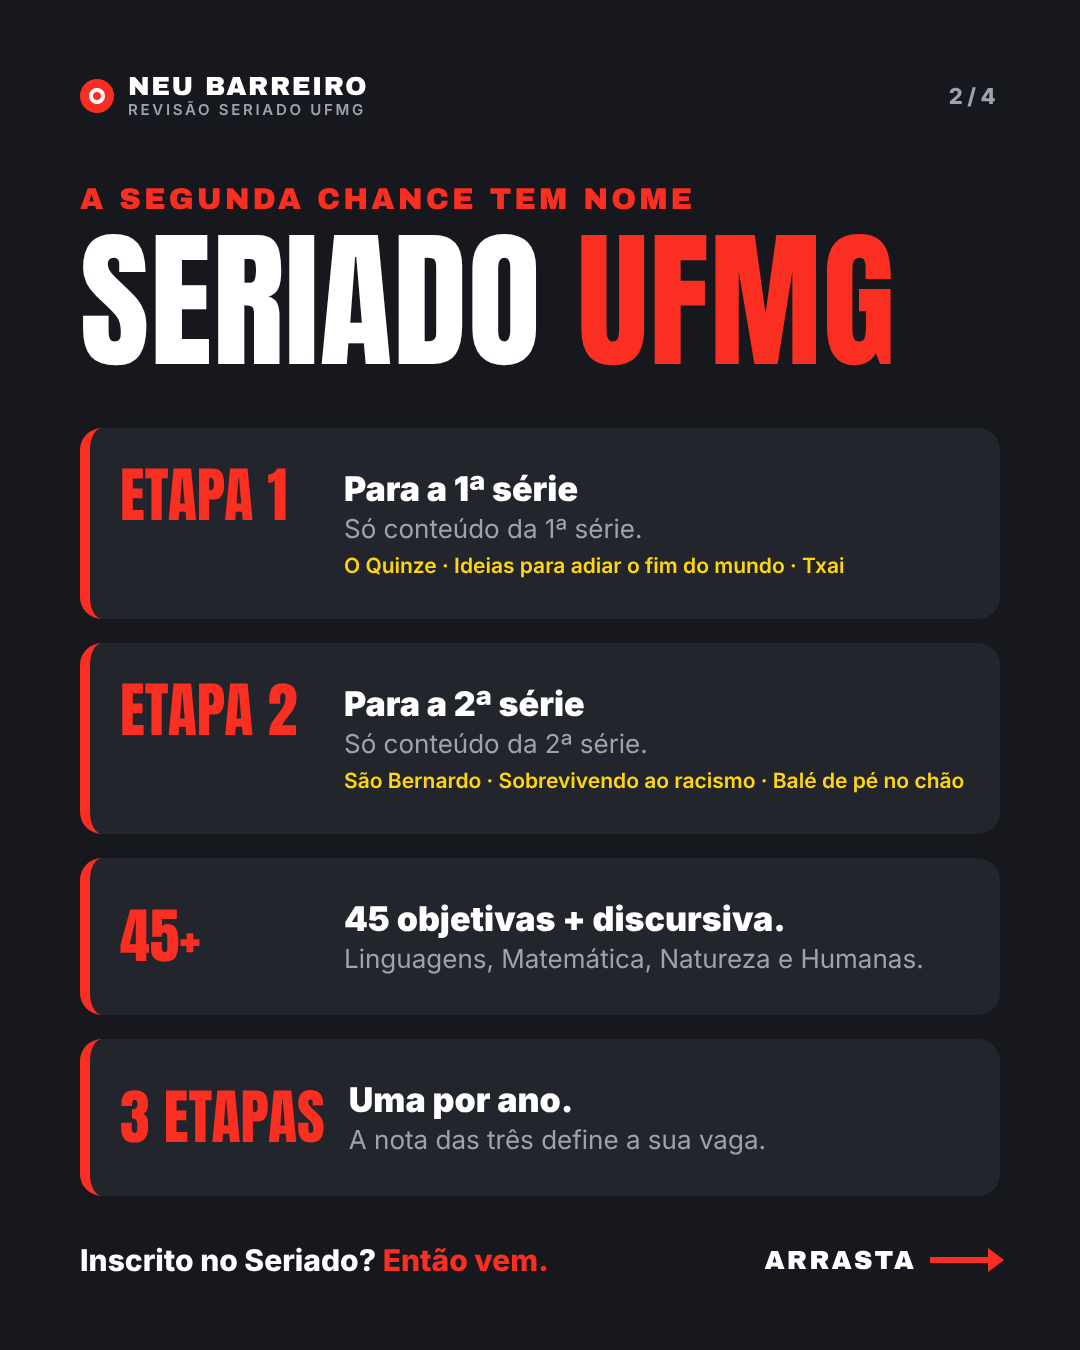 NEU BARREIRO
REVISÃO SERIADO UFMG
2 / 4
A SEGUNDA CHANCE TEM NOME
SERIADO UFMG
ETAPA 1
Para a 1ª série
Só conteúdo da 1ª série.
O Quinze · Ideias para adiar o fim do mundo · Txai
ETAPA 2
Para a 2ª série
Só conteúdo da 2ª série.
São Bernardo · Sobrevivendo ao racismo · Balé de pé no chão
45+
45 objetivas + discursiva.
Linguagens, Matemática, Natureza e Humanas.
3 ETAPAS
Uma por ano.
A nota das três define a sua vaga.
Inscrito no Seriado? Então vem.
ARRASTA